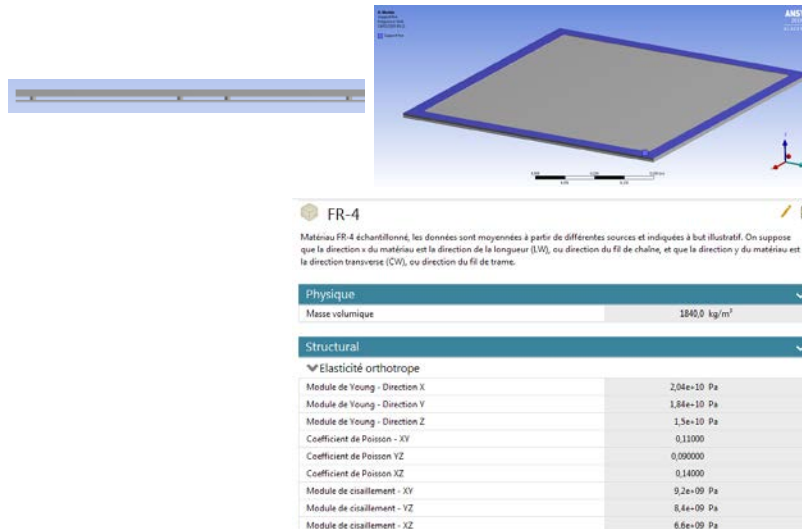 ANSYS
FR-4
Matériau FR-4 échantillonné, les données sont moyennées à partir de différentes sources et indiquées à but illustratif. On suppose
que la direction x du matériau est la direction de la longueur (LW), ou direction du fil de chaîne, et que la direction y du matériau est
la direction transverse (CW), ou direction du fil de trame.
Physique
Masse volumique 1840,0 kg/m³
Structural
Elasticité orthotrope
Module de Young - Direction X 2,04e+10 Pa
Module de Young - Direction Y 1,84e+10 Pa
Module de Young - Direction Z 1,5e+10 Pa
Coefficient de Poisson - XY 0,11000
Coefficient de Poisson YZ 0,090000
Coefficient de Poisson XZ 0,14000
Module de cisaillement - XY 9,2e+09 Pa
Module de cisaillement - YZ 8,4e+09 Pa
Module de cisaillement - XZ 6,6e+09 Pa